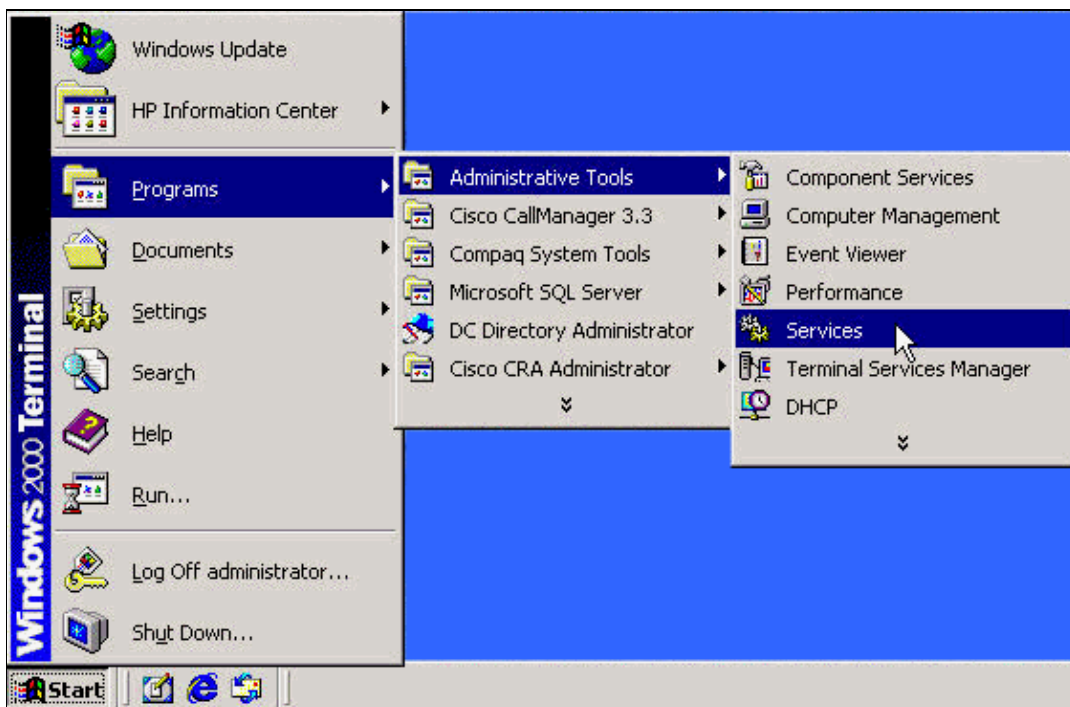 Windows Update
HP Information Center
Programs
Documents
Settings
Search
Help
Run...
Log Off administrator...
Shut Down...
Windows 2000 Terminal
Administrative Tools
Cisco CallManager 3.3
Compaq System Tools
Microsoft SQL Server
DC Directory Administrator
Cisco CRA Administrator
Component Services
Computer Management
Event Viewer
Performance
Services
Terminal Services Manager
DHCP
Start